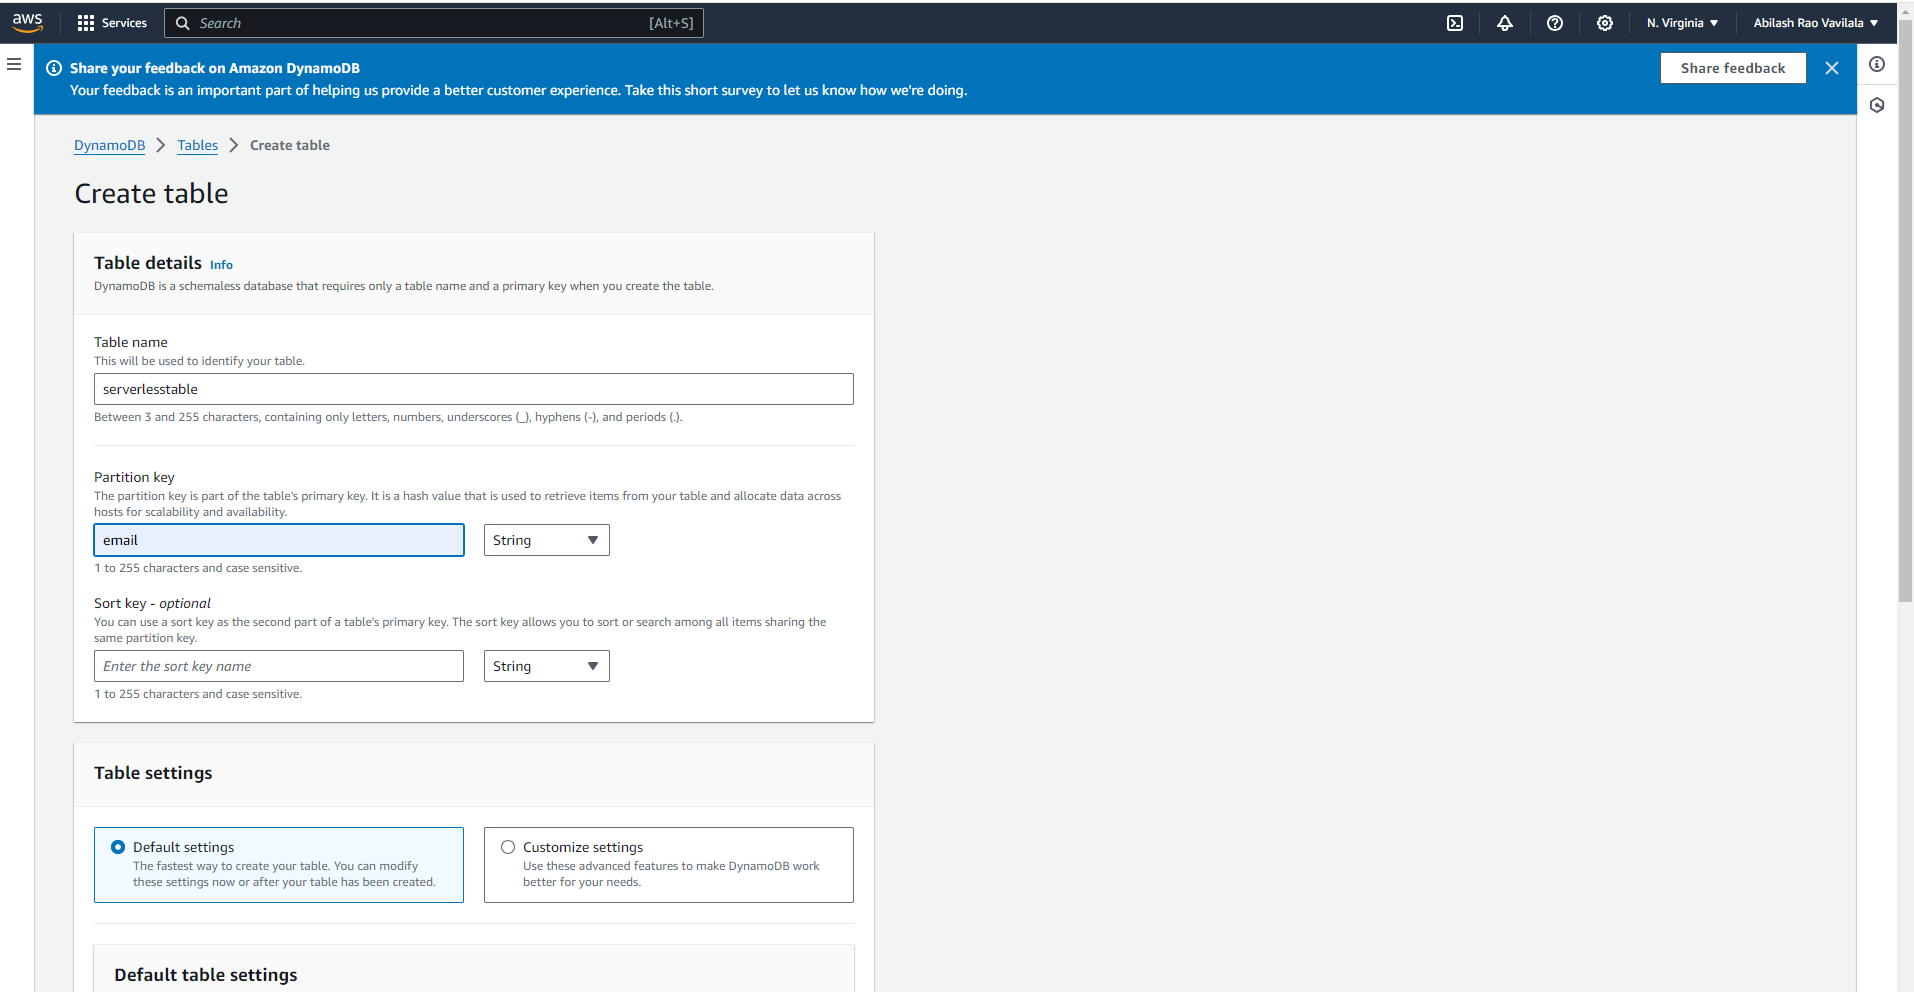 aws Services Search [Alt+S] N. Virginia Abilash Rao Vavilala
Share your feedback on Amazon DynamoDB
Your feedback is an important part of helping us provide a better customer experience. Take this short survey to let us know how we're doing.
Share feedback
DynamoDB Tables Create table
Create table
Table details Info
DynamoDB is a schemaless database that requires only a table name and a primary key when you create the table.
Table name
This will be used to identify your table.
serverlesstable
Between 3 and 255 characters, containing only letters, numbers, underscores (_), hyphens (-), and periods (.).
Partition key
The partition key is part of the table's primary key. It is a hash value that is used to retrieve items from your table and allocate data across
hosts for scalability and availability.
email String
1 to 255 characters and case sensitive.
Sort key - optional
You can use a sort key as the second part of a table's primary key. The sort key allows you to sort or search among all items sharing the
same partition key.
Enter the sort key name String
1 to 255 characters and case sensitive.
Table settings
Default settings
The fastest way to create your table. You can modify
these settings now or after your table has been created.
Customize settings
Use these advanced features to make DynamoDB work
better for your needs.
Default table settings